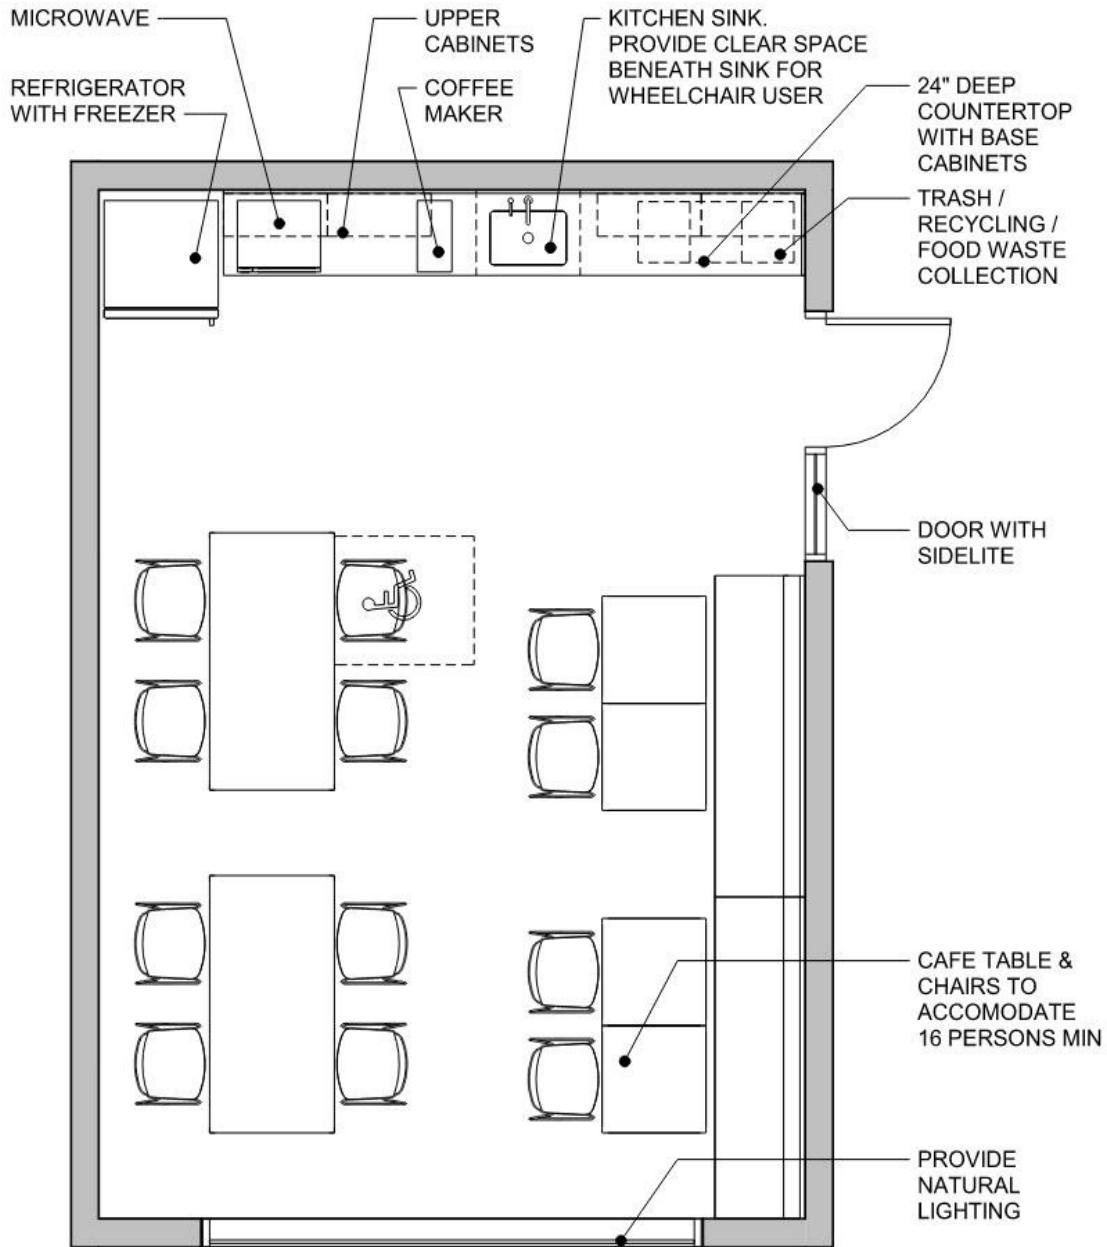 MICROWAVE
REFRIGERATOR
WITH FREEZER
UPPER
CABINETS
COFFEE
MAKER
KITCHEN SINK.
PROVIDE CLEAR SPACE
BENEATH SINK FOR
WHEELCHAIR USER
24" DEEP
COUNTERTOP
WITH BASE
CABINETS
TRASH /
RECYCLING /
FOOD WASTE
COLLECTION
DOOR WITH
SIDELITE
CAFE TABLE &
CHAIRS TO
ACCOMODATE
16 PERSONS MIN
PROVIDE
NATURAL
LIGHTING